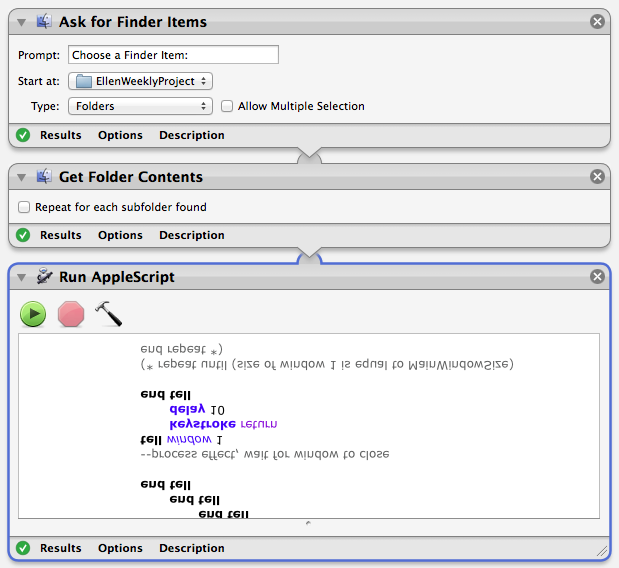 Ask for Finder Items
Prompt: Choose a Finder Item:
Start at: EllenWeeklyProject
Type: Folders Allow Multiple Selection
Results Options Description
Get Folder Contents
Repeat for each subfolder found
Results Options Description
Run AppleScript
end tell
end tell
end tell
--process effect, wait for window to close
tell window 1
keystroke return
delay 10
end tell
(* repeat until (size of window 1 is equal to MainWindowSize)
end repeat *)
Results Options Description